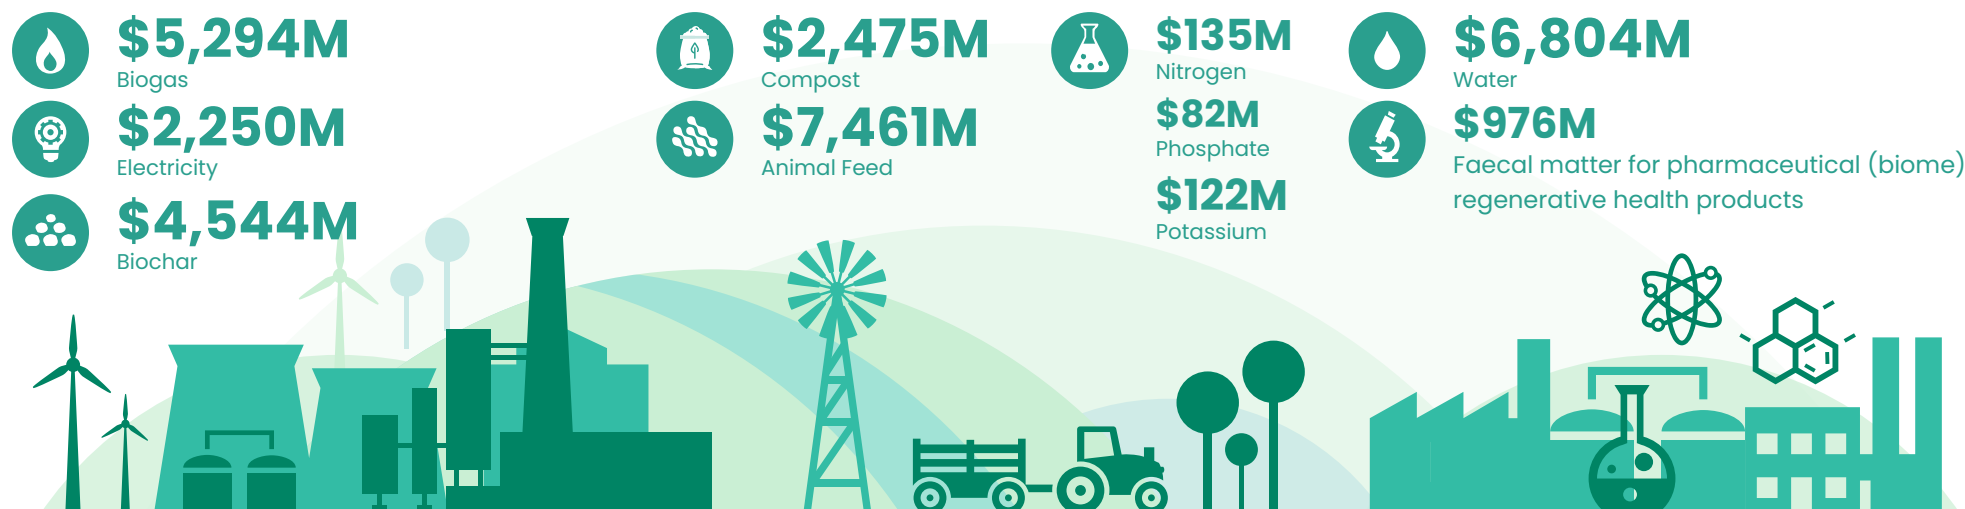 $5,294M
Biogas
$2,250M
Electricity
$4,544M
Biochar
$2,475M
Compost
$7,461M
Animal Feed
$135M
Nitrogen
$82M
Phosphate
$122M
Potassium
$6,804M
Water
$976M
Faecal matter for pharmaceutical (biome)
regenerative health products